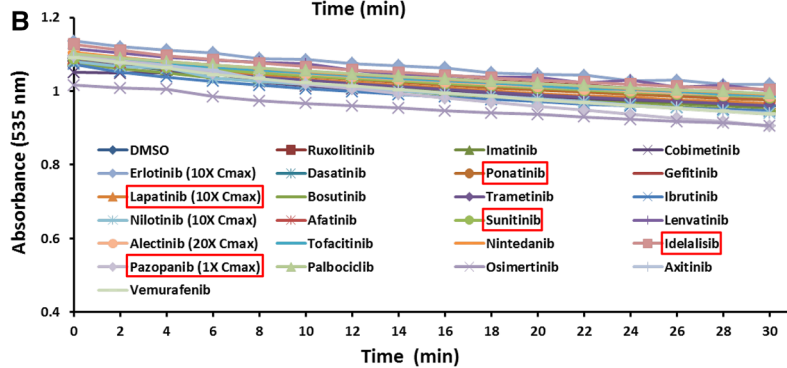 Time (min)
B
1.2
1
0.8
0.6
0.4
Absorbance (535 nm)
DMSO Ruxolitinib Imatinib Cobimetinib
Erlotinib (10X Cmax) Dasatinib Ponatinib Gefitinib
Lapatinib (10X Cmax) Bosutinib Trametinib Ibrutinib
Nilotinib (10X Cmax) Afatinib Sunitinib Lenvatinib
Alectinib (20X Cmax) Tofacitinib Nintedanib Idelalisib
Pazopanib (1X Cmax) Palbociclib Osimertinib Axitinib
Vemurafenib
0 2 4 6 8 10 12 14 16 18 20 22 24 26 28 30
Time (min)